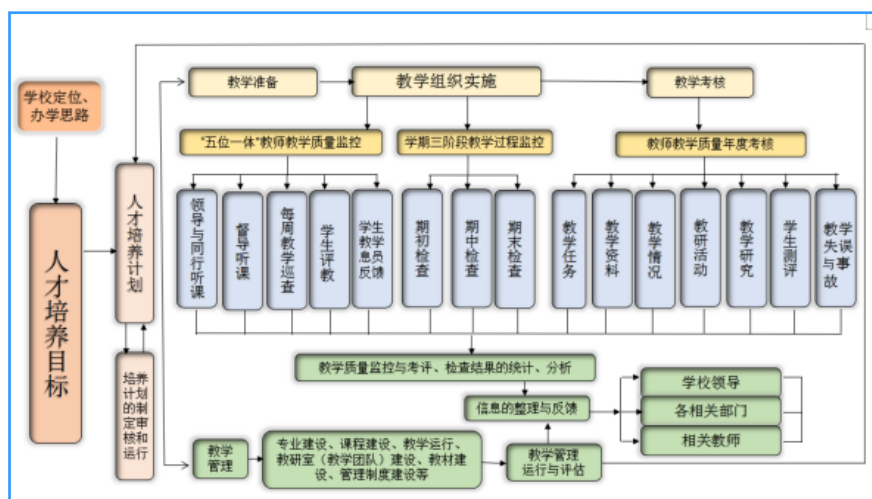 学校定位、
办学思路
人才培养目标
人才培养计划
培养计划的制定审核和运行
教学准备
教学组织实施
教学考核
“五位一体”教师教学质量监控
学期三阶段教学过程监控
教师教学质量年度考核
领导与同行听课
督导听课
每周教学巡查
学生评教
学生教学信息员反馈
期初检查
期中检查
期末检查
教学任务
教学资料
教学情况
教研活动
教学研究
学生测评
教学失误与事故
教学质量监控与考评、检查结果的统计、分析
信息的整理与反馈
学校领导
各相关部门
相关教师
教学
管理
专业建设、课程建设、教学运行、
教研室（教学团队）建设、教材建
设、管理制度建设等
教学管理
运行与评估